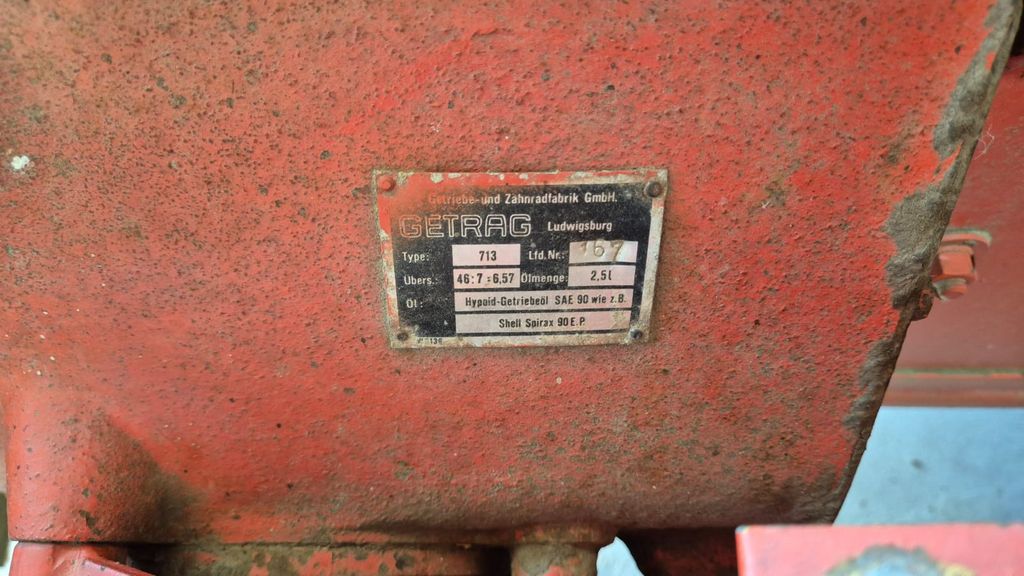 Getriebe-und Zahnradfabrik GmbH.
GETRAG Ludwigsburg
Type: 713 Lfd. Nr.: 157
Übers. 46:7=6,57 Ölmenge: 2,5 l
Öl: Hypoid-Getriebeöl SAE 90 wie z.B.
Shell Spirax 90 E.P.